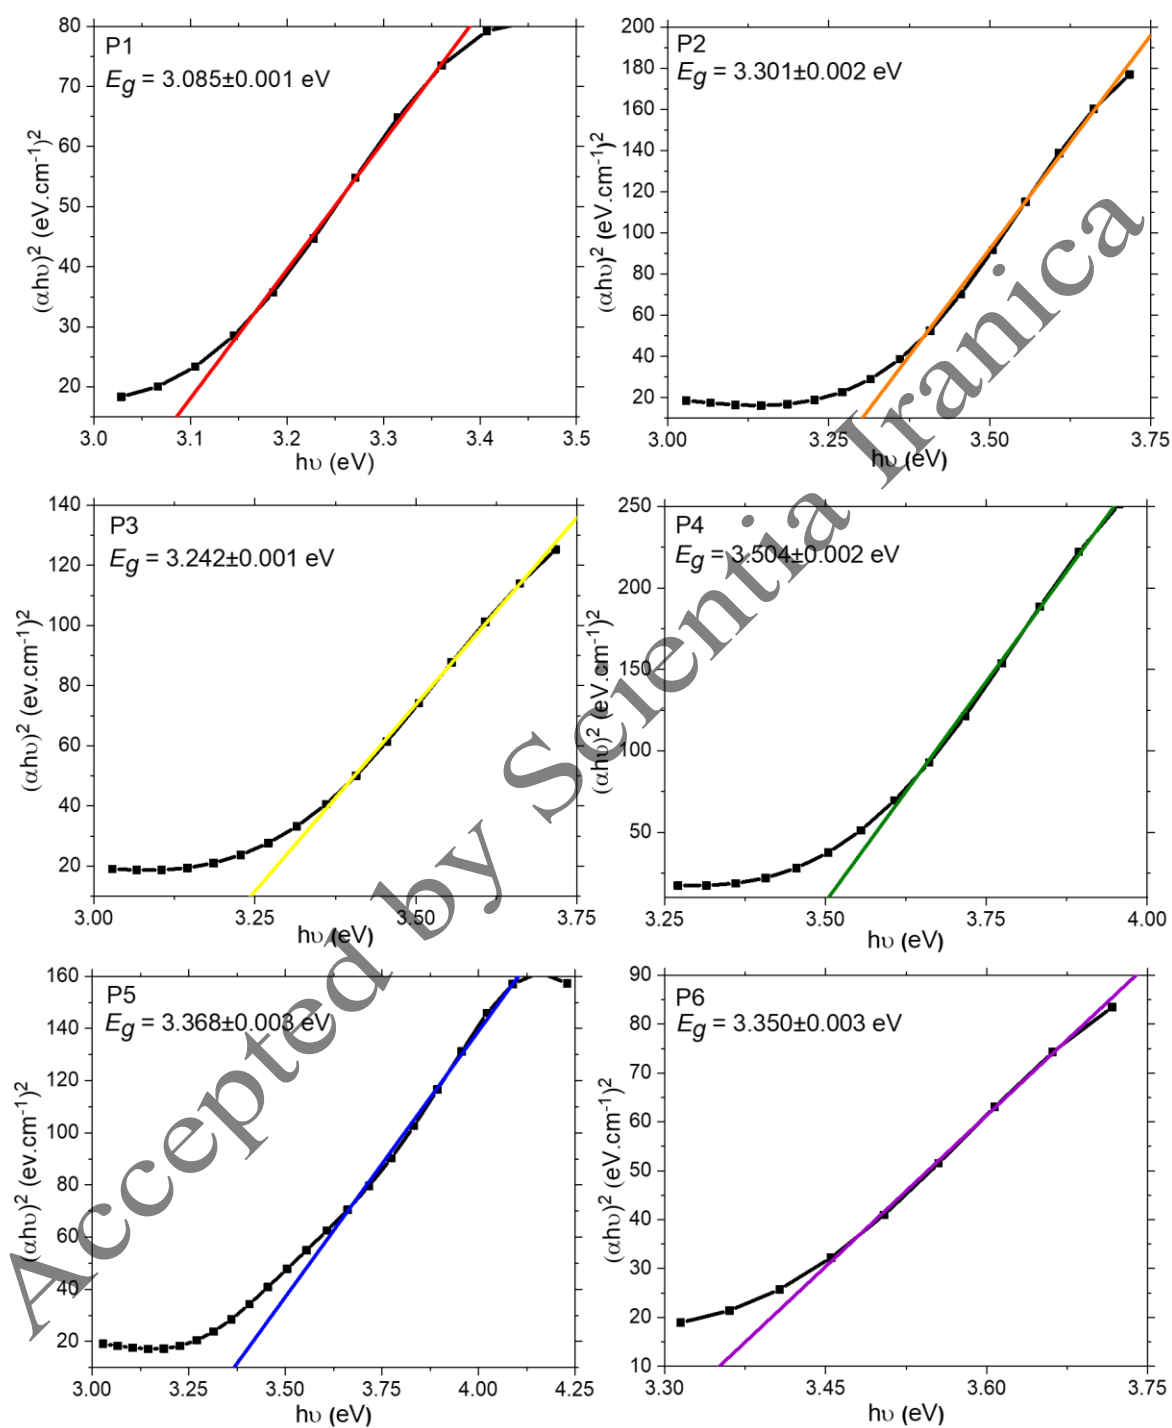 P1
E_g = 3.085±0.001 eV
(αhυ)² (eV.cm⁻¹)²
80
70
60
50
40
30
20
3.0 3.1 3.2 3.3 3.4 3.5
hυ (eV)
P2
E_g = 3.301±0.002 eV
(αhυ)² (eV.cm⁻¹)²
200
180
160
140
120
100
80
60
40
20
3.00 3.25 3.50 3.75
hυ (eV)
P3
E_g = 3.242±0.001 eV
(αhυ)² (ev.cm⁻¹)²
140
120
100
80
60
40
20
3.00 3.25 3.50 3.75
hυ (eV)
P4
E_g = 3.504±0.002 eV
(αhυ)² (eV.cm⁻¹)²
250
200
150
100
50
3.25 3.50 3.75 4.00
hυ (eV)
P5
E_g = 3.368±0.003 eV
(αhυ)² (ev.cm⁻¹)²
160
140
120
100
80
60
40
20
3.00 3.25 3.50 3.75 4.00 4.25
hυ (eV)
P6
E_g = 3.350±0.003 eV
(αhυ)² (eV.cm⁻¹)²
90
80
70
60
50
40
30
20
10
3.30 3.45 3.60 3.75
hυ (eV)
Accepted by Scientia Iranica